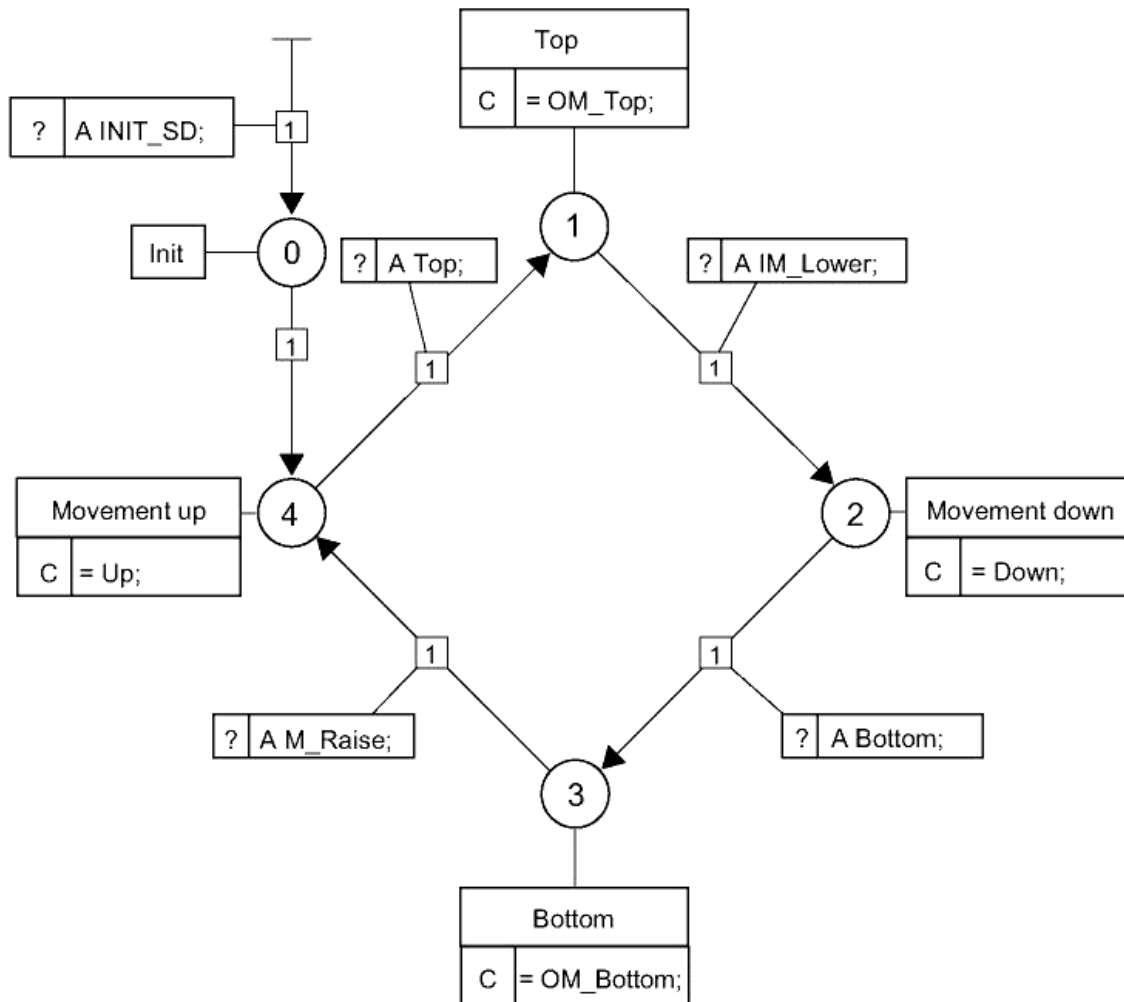 Top
C = OM_Top;
? A INIT_SD;
1
Init
0
1
? A Top;
1
? A IM_Lower;
1
1
1
Movement up
C = Up;
4
2
Movement down
C = Down;
1
1
? A M_Raise;
? A Bottom;
3
Bottom
C = OM_Bottom;